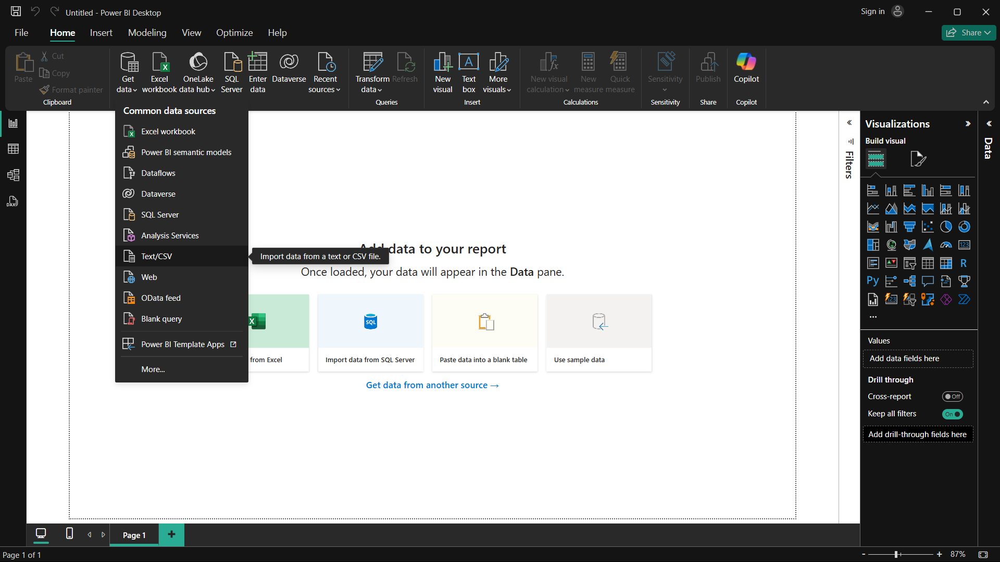 Untitled - Power BI Desktop
Sign in
File
Home
Insert
Modeling
View
Optimize
Help
Share
Paste
Cut
Copy
Format painter
Clipboard
Get data
Excel workbook
OneLake data hub
SQL Server
Enter data
Dataverse
Recent sources
Transform data
Refresh
Queries
New visual
Text box
More visuals
Insert
New visual calculation
New measure
Quick measure
Calculations
Sensitivity
Sensitivity
Publish
Share
Copilot
Copilot
Common data sources
Excel workbook
Power BI semantic models
Dataflows
Dataverse
SQL Server
Analysis Services
Text/CSV
Web
OData feed
Blank query
Power BI Template Apps
More...
Import data from a text or CSV file.
data to your report
Once loaded, your data will appear in the Data pane.
from Excel
SQL
Import data from SQL Server
Paste data into a blank table
Use sample data
Get data from another source →
Filters
Visualizations
Build visual
123
R
Py
123
Values
Add data fields here
Drill through
Cross-report
Off
Keep all filters
On
Add drill-through fields here
Data
DAX
Page 1
Page 1 of 1
- + 87%